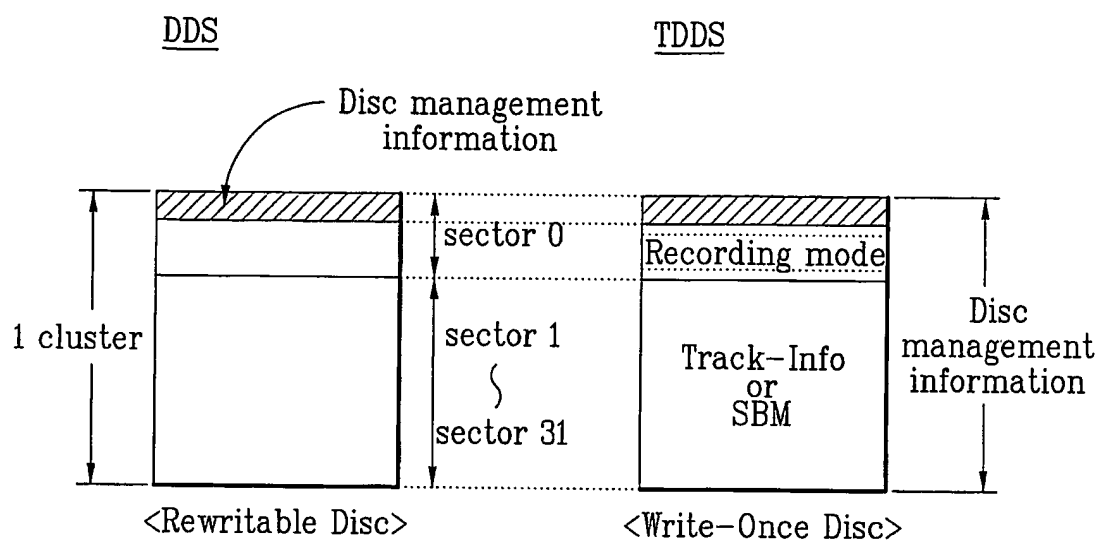 DDS
TDDS
Disc management
information
sector 0
Recording mode
1 cluster
sector 1
sector 31
Track-Info
or
SBM
Disc
management
information
<Rewritable Disc>
<Write-Once Disc>